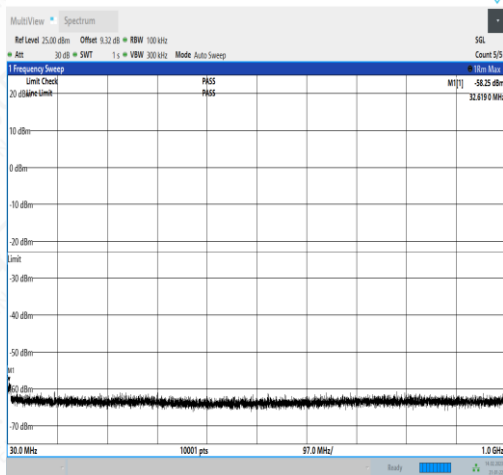 MultiView Spectrum
Ref Level 25.00 dBm Offset 9.32 dB RBW 100 kHz SGL
Att 30 dB SWT 1 s VBW 300 kHz Mode Auto Sweep Count 5/5
1 Frequency Sweep 1Rm Max
Limit Check PASS M1[1] -58.25 dBm
Line Limit PASS 32.6190 MHz
20 dBm
10 dBm
0 dBm
-10 dBm
-20 dBm
Limit
-30 dBm
-40 dBm
-50 dBm
M1
-60 dBm
-70 dBm
30.0 MHz 10001 pts 97.0 MHz/ 1.0 GHz
Ready